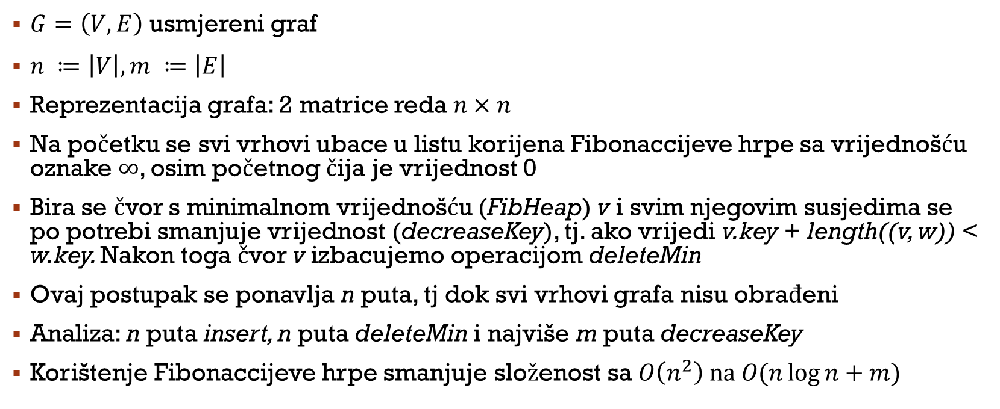 ▪ G = (V, E) usmjereni graf
▪ n := |V|, m := |E|
▪ Reprezentacija grafa: 2 matrice reda n × n
▪ Na početku se svi vrhovi ubace u listu korijena Fibonaccijeve hrpe sa vrijednošću
oznake ∞, osim početnog čija je vrijednost 0
▪ Bira se čvor s minimalnom vrijednošću (FibHeap) v i svim njegovim susjedima se
po potrebi smanjuje vrijednost (decreaseKey), tj. ako vrijedi v.key + length((v, w)) <
w.key. Nakon toga čvor v izbacujemo operacijom deleteMin
▪ Ovaj postupak se ponavlja n puta, tj dok svi vrhovi grafa nisu obrađeni
▪ Analiza: n puta insert, n puta deleteMin i najviše m puta decreaseKey
▪ Korištenje Fibonaccijeve hrpe smanjuje složenost sa O(n²) na O(n log n + m)